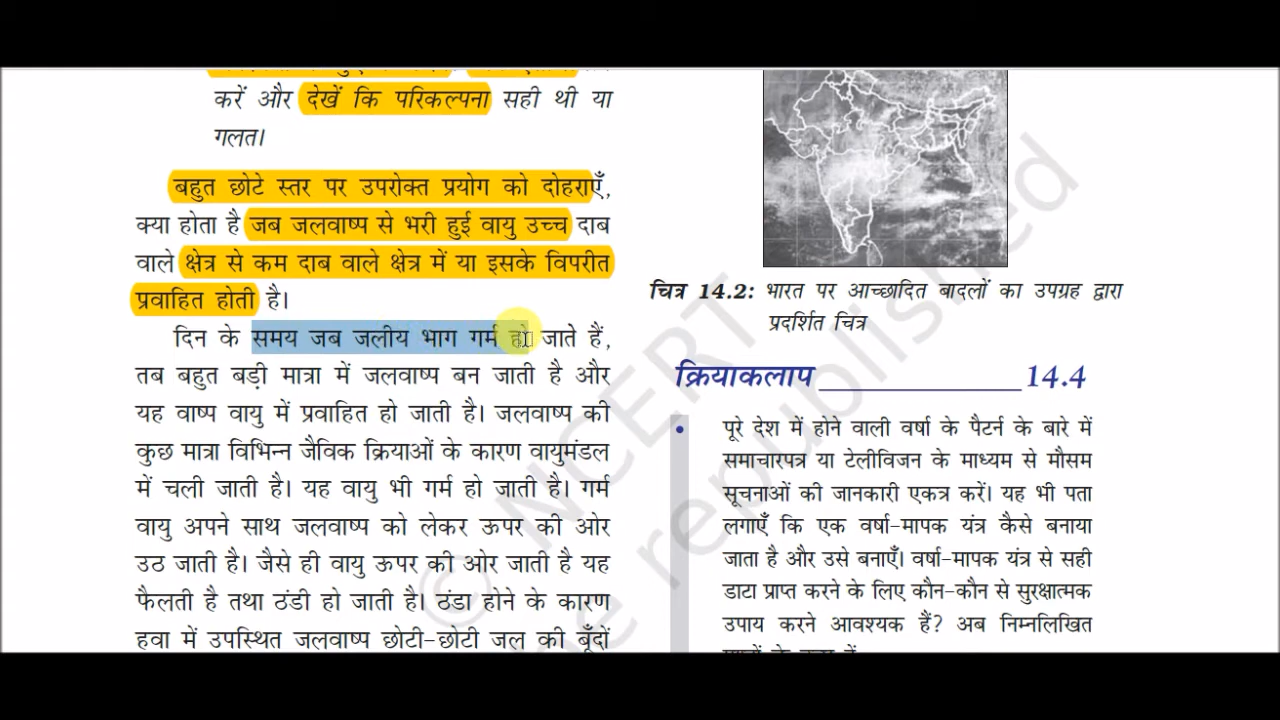 करें और देखें कि परिकल्पना सही थी या
गलत।
बहुत छोटे स्तर पर उपरोक्त प्रयोग को दोहराएँ,
क्या होता है जब जलवाष्प से भरी हुई वायु उच्च दाब
वाले क्षेत्र से कम दाब वाले क्षेत्र में या इसके विपरीत
प्रवाहित होती है।
दिन के समय जब जलीय भाग गर्म हो जाते हैं,
तब बहुत बड़ी मात्रा में जलवाष्प बन जाती है और
यह वाष्प वायु में प्रवाहित हो जाती है। जलवाष्प की
कुछ मात्रा विभिन्न जैविक क्रियाओं के कारण वायुमंडल
में चली जाती है। यह वायु भी गर्म हो जाती है। गर्म
वायु अपने साथ जलवाष्प को लेकर ऊपर की ओर
उठ जाती है। जैसे ही वायु ऊपर की ओर जाती है यह
फैलती है तथा ठंडी हो जाती है। ठंडा होने के कारण
हवा में उपस्थित जलवाष्प छोटी-छोटी जल की बूँदों
चित्र 14.2: भारत पर आच्छादित बादलों का उपग्रह द्वारा
प्रदर्शित चित्र
क्रियाकलाप 14.4
• पूरे देश में होने वाली वर्षा के पैटर्न के बारे में
समाचारपत्र या टेलीविजन के माध्यम से मौसम
सूचनाओं की जानकारी एकत्र करें। यह भी पता
लगाएँ कि एक वर्षा-मापक यंत्र कैसे बनाया
जाता है और उसे बनाएँ। वर्षा-मापक यंत्र से सही
डाटा प्राप्त करने के लिए कौन-कौन से सुरक्षात्मक
उपाय करने आवश्यक हैं? अब निम्नलिखित
© NCERT
be republished